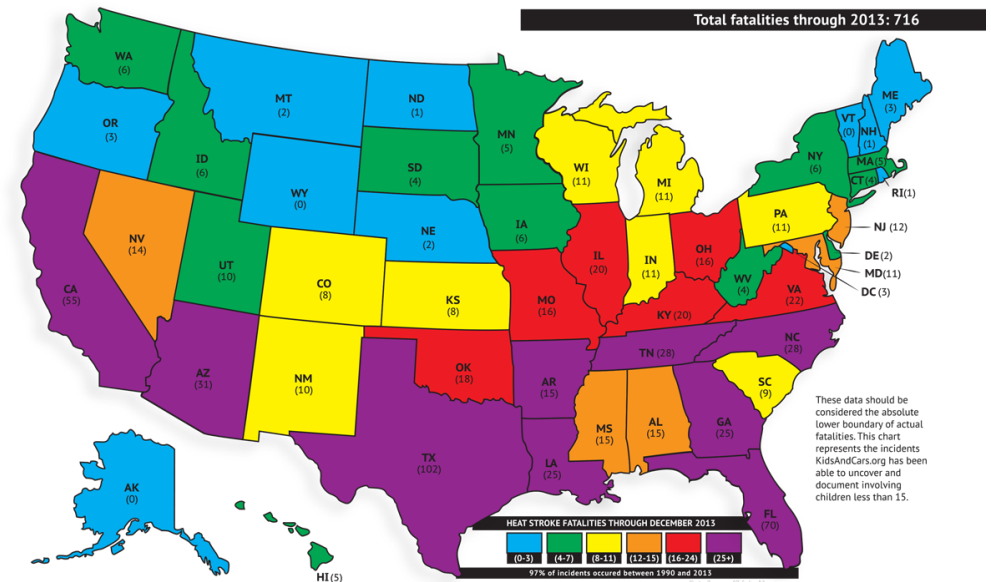 Total fatalities through 2013: 716
WA
(6)
MT
(2)
ND
(1)
MN
(5)
ME
(3)
VT
(0)
NH
(1)
OR
(3)
ID
(6)
SD
(4)
WI
(11)
MI
(11)
NY
(6)
MA(5)
CT(4)
RI(1)
WY
(0)
NE
(2)
IA
(6)
PA
(11)
NJ (12)
NV
(14)
UT
(10)
CO
(8)
KS
(8)
IL
(20)
IN
(11)
OH
(16)
WV
(4)
DE(2)
MD(11)
DC (3)
CA
(55)
MO
(16)
KY (20)
VA
(22)
AZ
(31)
NM
(10)
OK
(18)
AR
(15)
TN (28)
NC
(28)
SC
(9)
MS
(15)
AL
(15)
GA
(25)
TX
(102)
LA
(25)
FL
(70)
AK
(0)
HI(5)
These data should be
considered the absolute
lower boundary of actual
fatalities. This chart
represents the incidents
KidsAndCars.org has been
able to uncover and
document involving
children less than 15.
HEAT STROKE FATALITIES THROUGH DECEMBER 2013
(0-3) (4-7) (8-11) (12-15) (16-24) (25+)
97% of incidents occured between 1990 and 2013